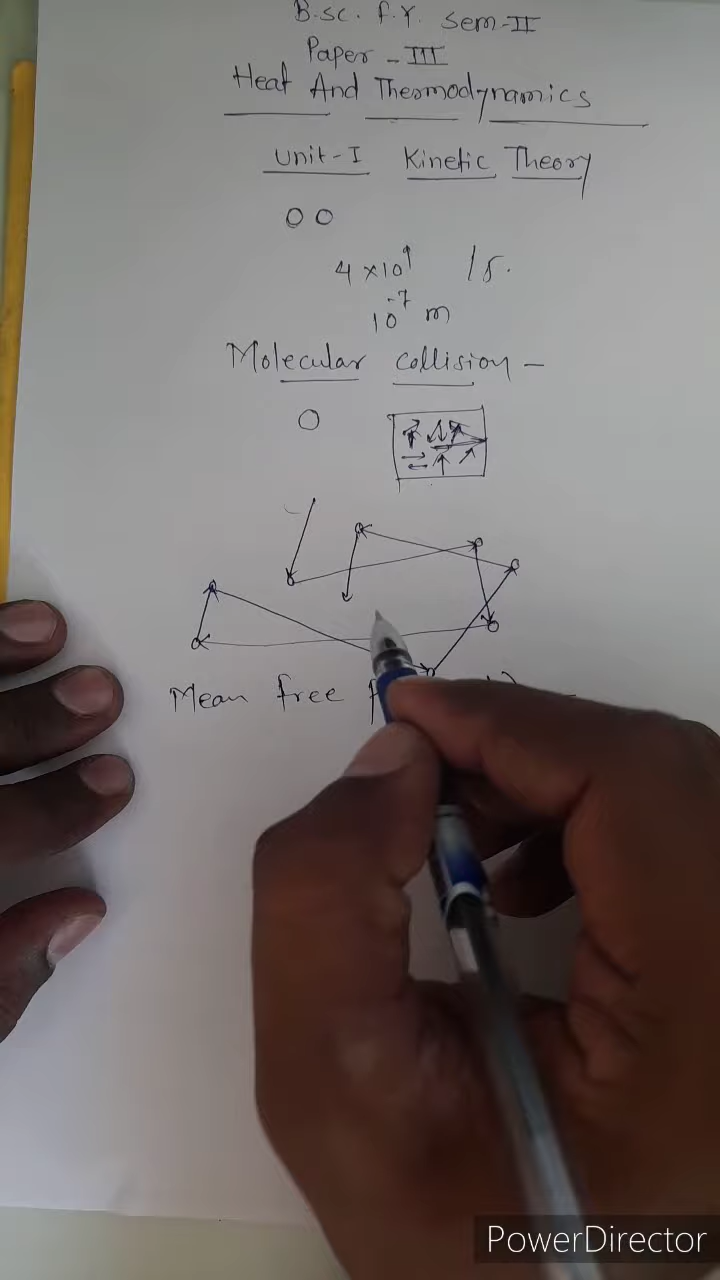 B.sc. F.Y. Sem-II
Paper - III
Heat And Thermodynamics
Unit-I Kinetic Theory
4 × 10⁹ /s.
10⁻⁷ m
Molecular Collision -
Mean free
PowerDirector